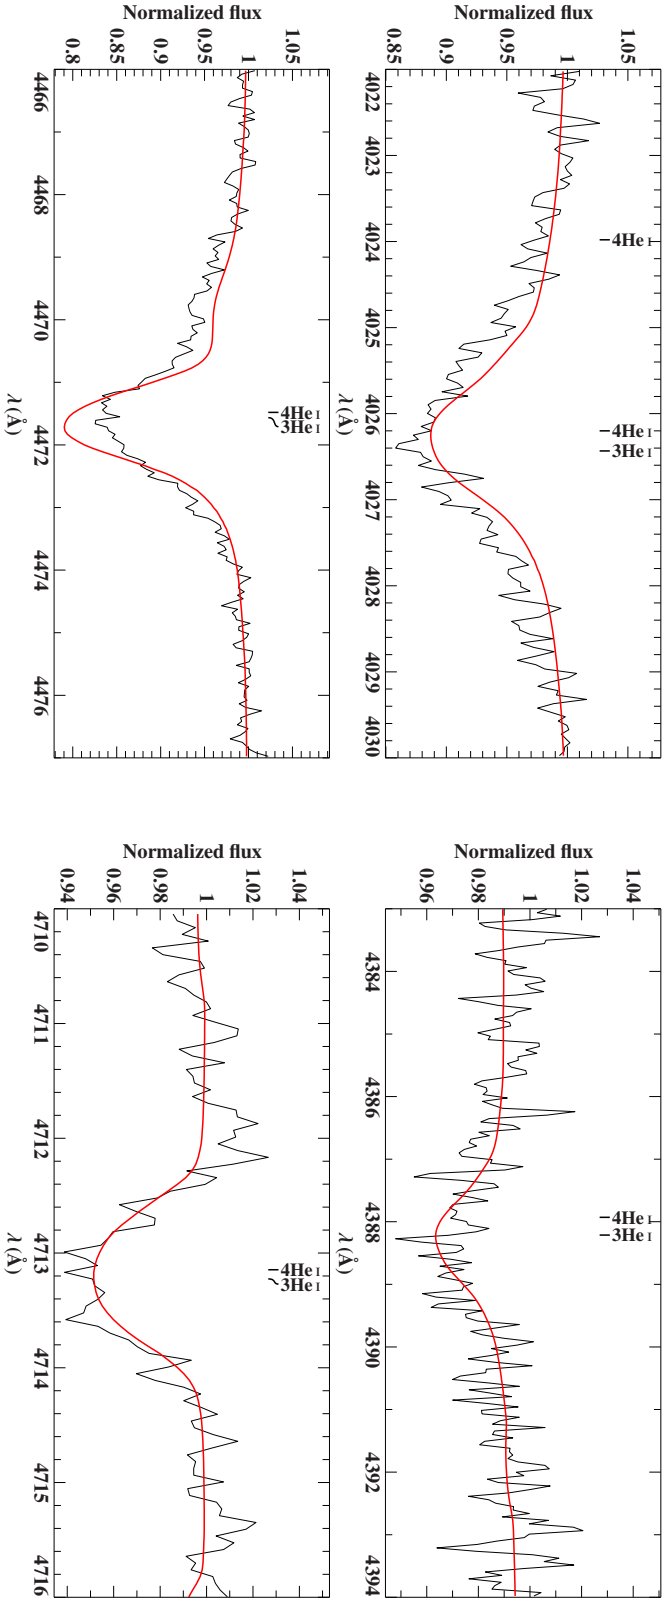 Normalized flux
0.85
0.9
0.95
1
1.05
4022
4023
4024
4025
4026
4027
4028
4029
4030
λ (Å)
4He I
4He I
3He I
Normalized flux
0.96
0.98
1
1.02
1.04
4384
4386
4388
4390
4392
4394
λ (Å)
4He I
3He I
Normalized flux
0.8
0.85
0.9
0.95
1
1.05
4466
4468
4470
4472
4474
4476
λ (Å)
4He I
3He I
Normalized flux
0.94
0.96
0.98
1
1.02
1.04
4710
4711
4712
4713
4714
4715
4716
λ (Å)
4He I
3He I